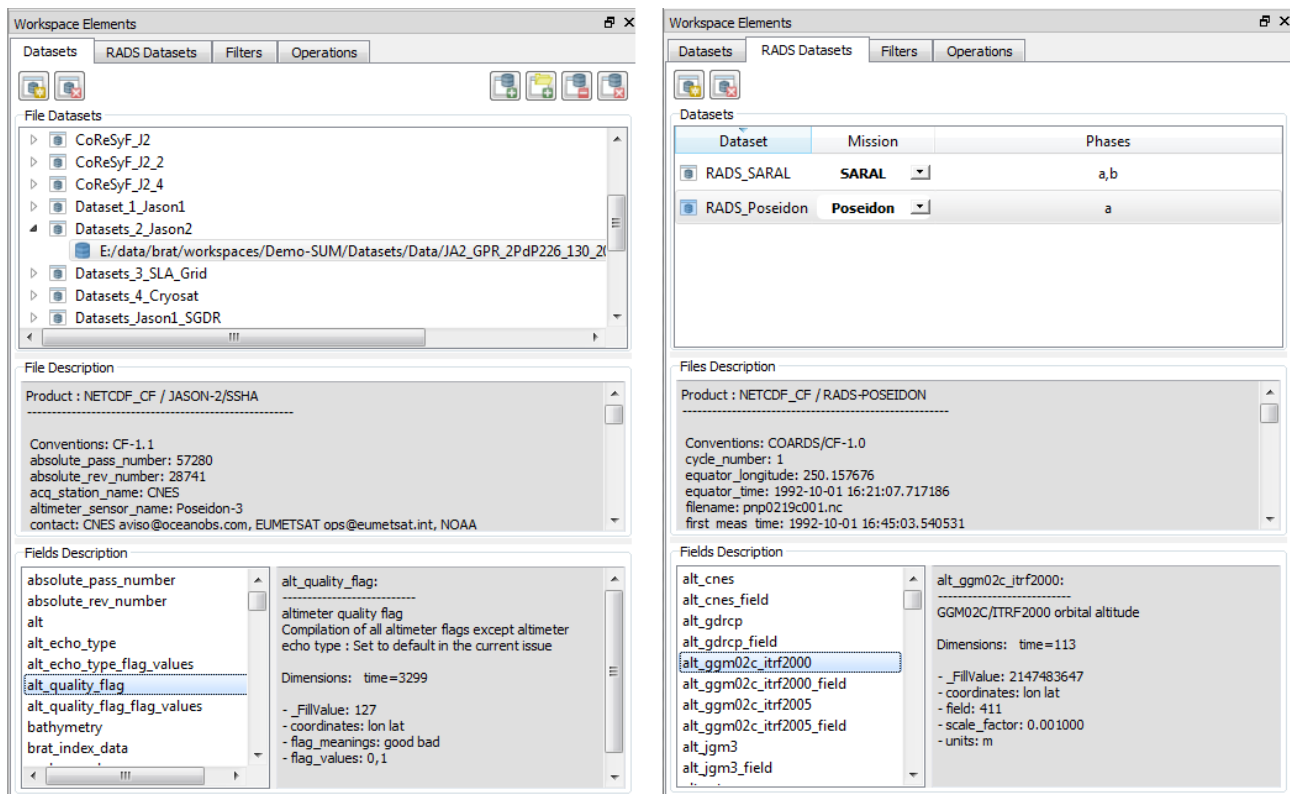 Workspace Elements
Datasets RADS Datasets Filters Operations
File Datasets
CoReSyF_J2
CoReSyF_J2_2
CoReSyF_J2_4
Dataset_1_Jason1
Datasets_2_Jason2
E:/data/brat/workspaces/Demo-SUM/Datasets/Data/JA2_GPR_2PdP226_130_20
Datasets_3_SLA_Grid
Datasets_4_Cryosat
Datasets_Jason1_SGDR
File Description
Product : NETCDF_CF / JASON-2/SSHA
------------------------------------------------------
Conventions: CF-1.1
absolute_pass_number: 57280
absolute_rev_number: 28741
acq_station_name: CNES
altimeter_sensor_name: Poseidon-3
contact: CNES aviso@oceanobs.com, EUMETSAT ops@eumetsat.int, NOAA
Fields Description
absolute_pass_number
absolute_rev_number
alt
alt_echo_type
alt_echo_type_flag_values
alt_quality_flag
alt_quality_flag_flag_values
bathymetry
brat_index_data
alt_quality_flag:
---------------------------
altimeter quality flag
Compilation of all altimeter flags except altimeter
echo type : Set to default in the current issue
Dimensions: time=3299
- _FillValue: 127
- coordinates: lon lat
- flag_meanings: good bad
- flag_values: 0,1
Workspace Elements
Datasets RADS Datasets Filters Operations
Datasets
Dataset Mission Phases
RADS_SARAL SARAL a,b
RADS_Poseidon Poseidon a
Files Description
Product : NETCDF_CF / RADS-POSEIDON
------------------------------------------------------
Conventions: COARDS/CF-1.0
cycle_number: 1
equator_longitude: 250.157676
equator_time: 1992-10-01 16:21:07.717186
filename: pnp0219c001.nc
first_meas_time: 1992-10-01 16:45:03.540531
Fields Description
alt_cnes
alt_cnes_field
alt_gdrcp
alt_gdrcp_field
alt_ggm02c_itrf2000
alt_ggm02c_itrf2000_field
alt_ggm02c_itrf2005
alt_ggm02c_itrf2005_field
alt_jgm3
alt_jgm3_field
alt_ggm02c_itrf2000:
---------------------------
GGM02C/ITRF2000 orbital altitude
Dimensions: time=113
- _FillValue: 2147483647
- coordinates: lon lat
- field: 411
- scale_factor: 0.001000
- units: m